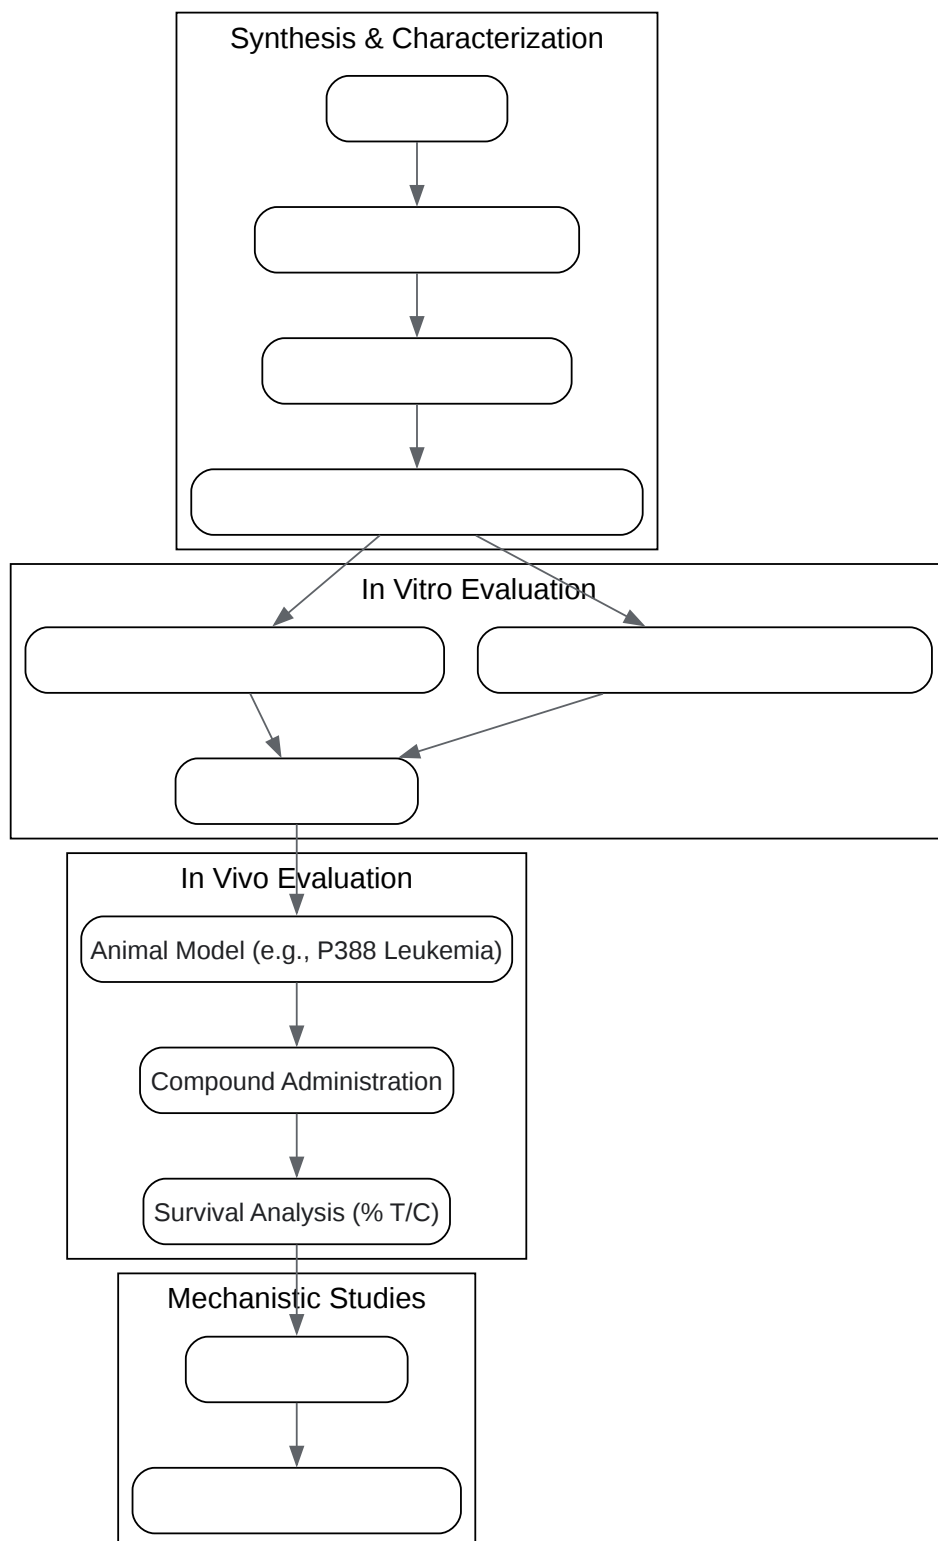 Synthesis & Characterization
In Vitro Evaluation
In Vivo Evaluation
Animal Model (e.g., P388 Leukemia)
Compound Administration
Survival Analysis (% T/C)
Mechanistic Studies